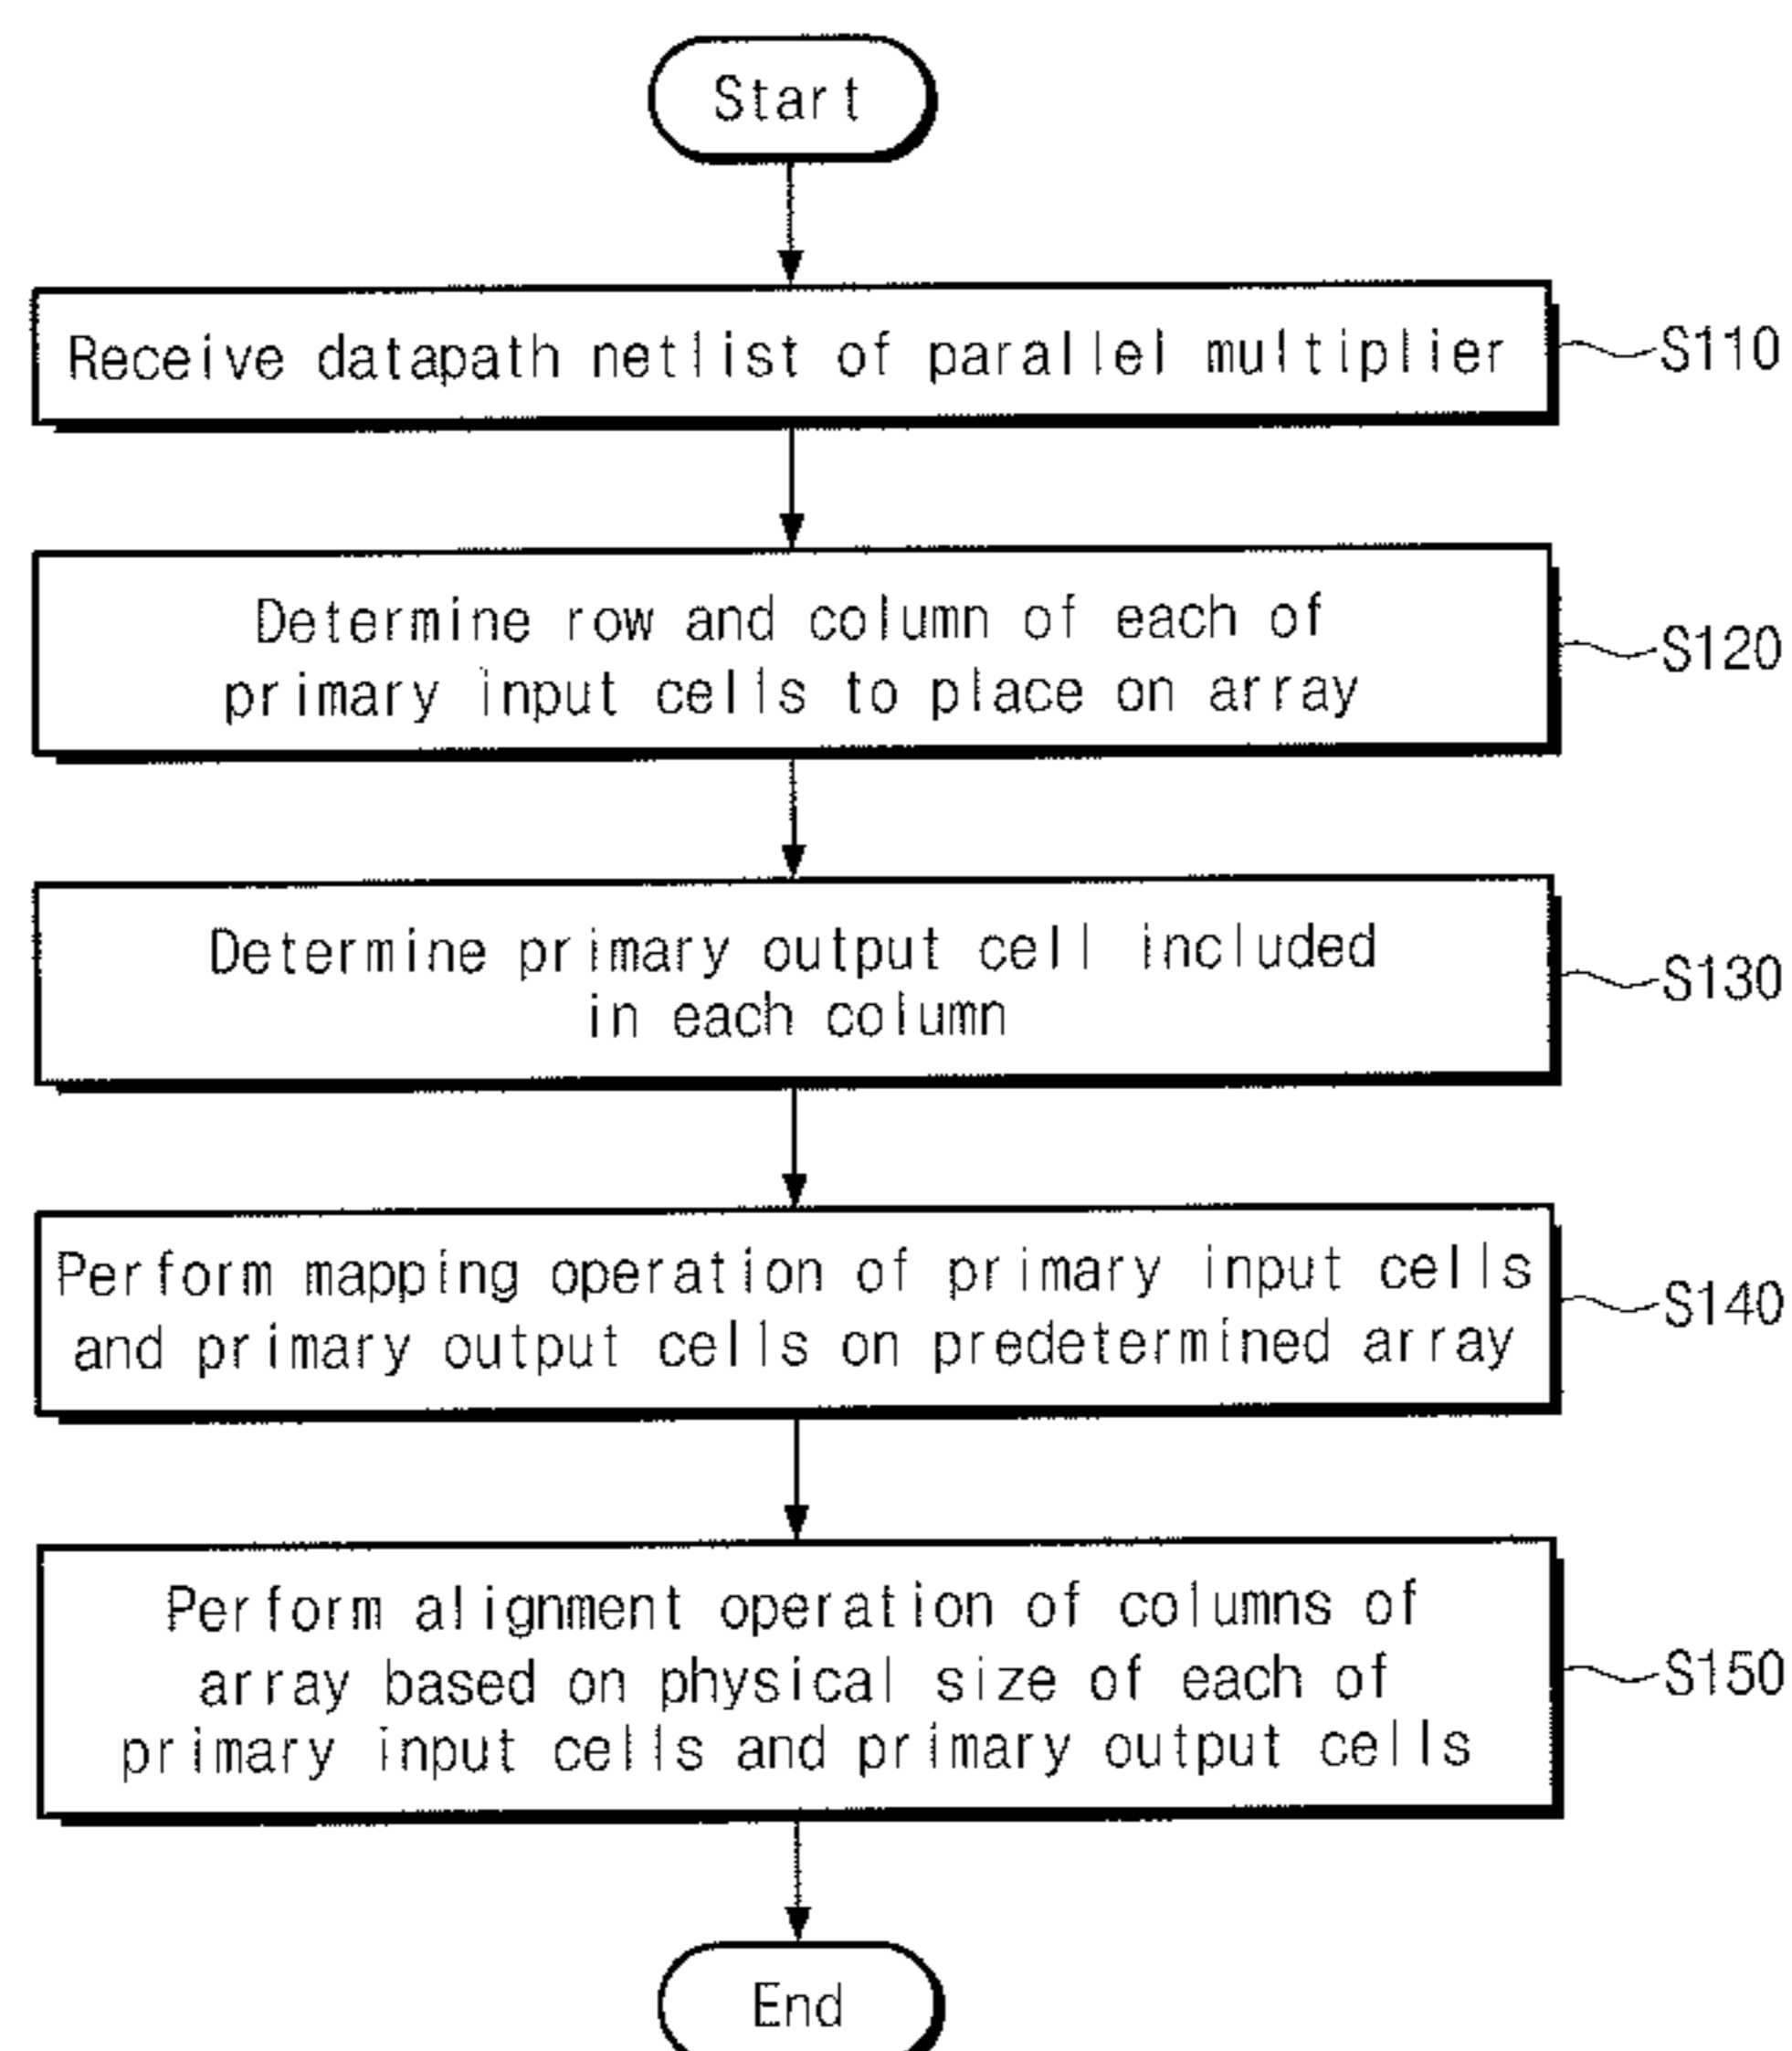 Start
Receive datapath netlist of parallel multiplier
S110
Determine row and column of each of
primary input cells to place on array
S120
Determine primary output cell included
in each column
S130
Perform mapping operation of primary input cells
and primary output cells on predetermined array
S140
Perform alignment operation of columns of
array based on physical size of each of
primary input cells and primary output cells
S150
End